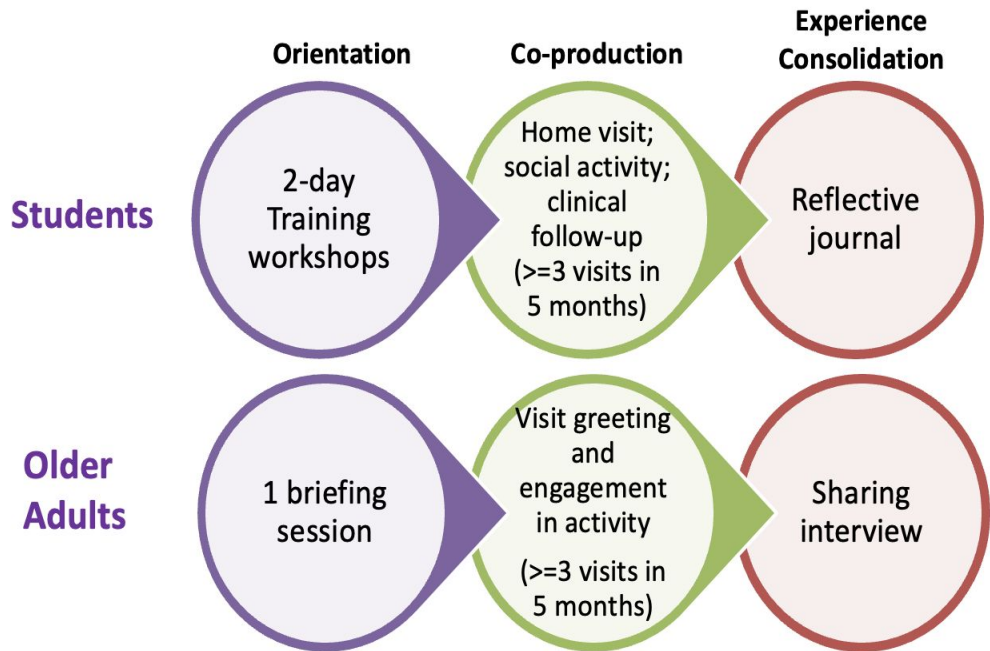 Orientation
Co-production
Experience
Consolidation
Students
2-day
Training
workshops
Home visit;
social activity;
clinical
follow-up
(>=3 visits in
5 months)
Reflective
journal
Older
Adults
1 briefing
session
Visit greeting
and
engagement
in activity
(>=3 visits in
5 months)
Sharing
interview